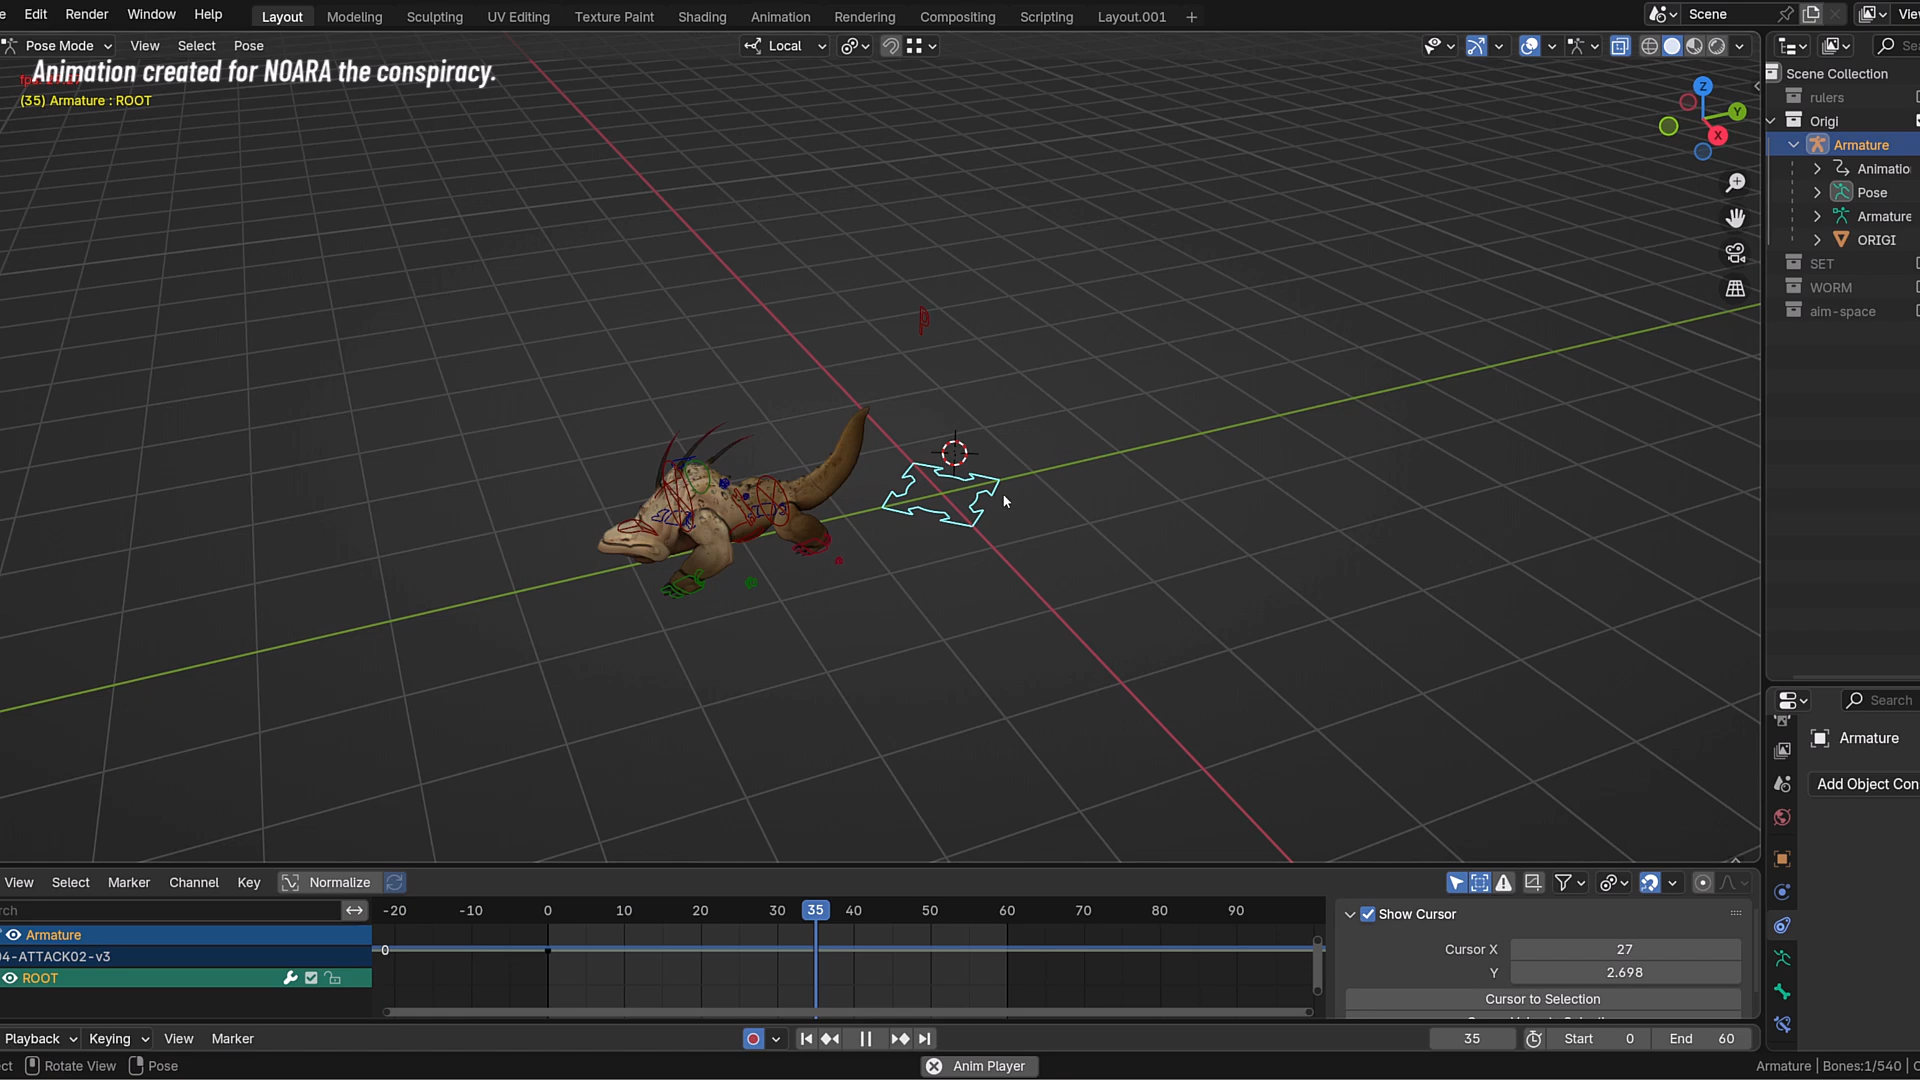 Edit Render Window Help Layout Modeling Sculpting UV Editing Texture Paint Shading Animation Rendering Compositing Scripting Layout.001 + Scene
Pose Mode View Select Pose Local
Animation created for NOARA the conspiracy.
(35) Armature : ROOT
Z
Y
X
Scene Collection
rulers
Origi
Armature
Animatio
Pose
Armature
ORIGI
SET
WORM
aim-space
Search
Armature
Add Object Con
View Select Marker Channel Key Normalize
-20 -10 0 10 20 30 35 40 50 60 70 80 90
Armature
04-ATTACK02-v3
ROOT
0
Show Cursor
Cursor X 27
Y 2.698
Cursor to Selection
Playback Keying View Marker 35 Start 0 End 60
Rotate View Pose Anim Player Armature | Bones:1/540